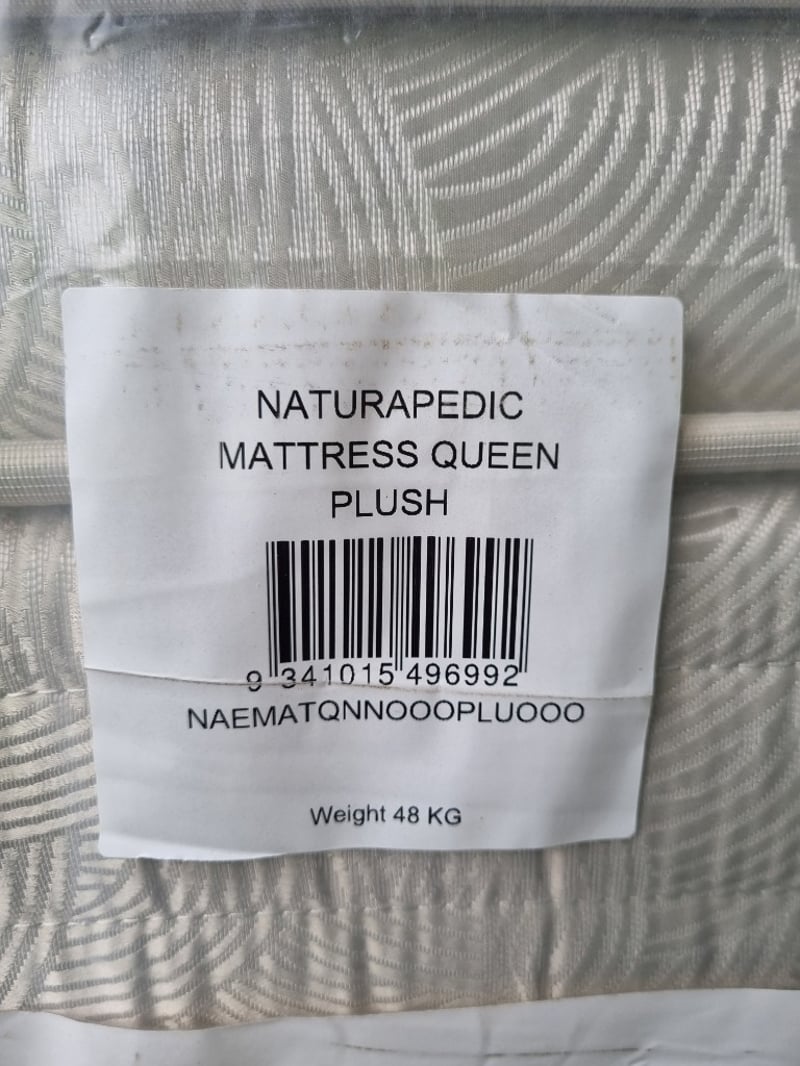 NATURAPEDIC
MATTRESS QUEEN
PLUSH
9 341015 496992
NAEMATQNNOOOPLUOOO
Weight 48 KG